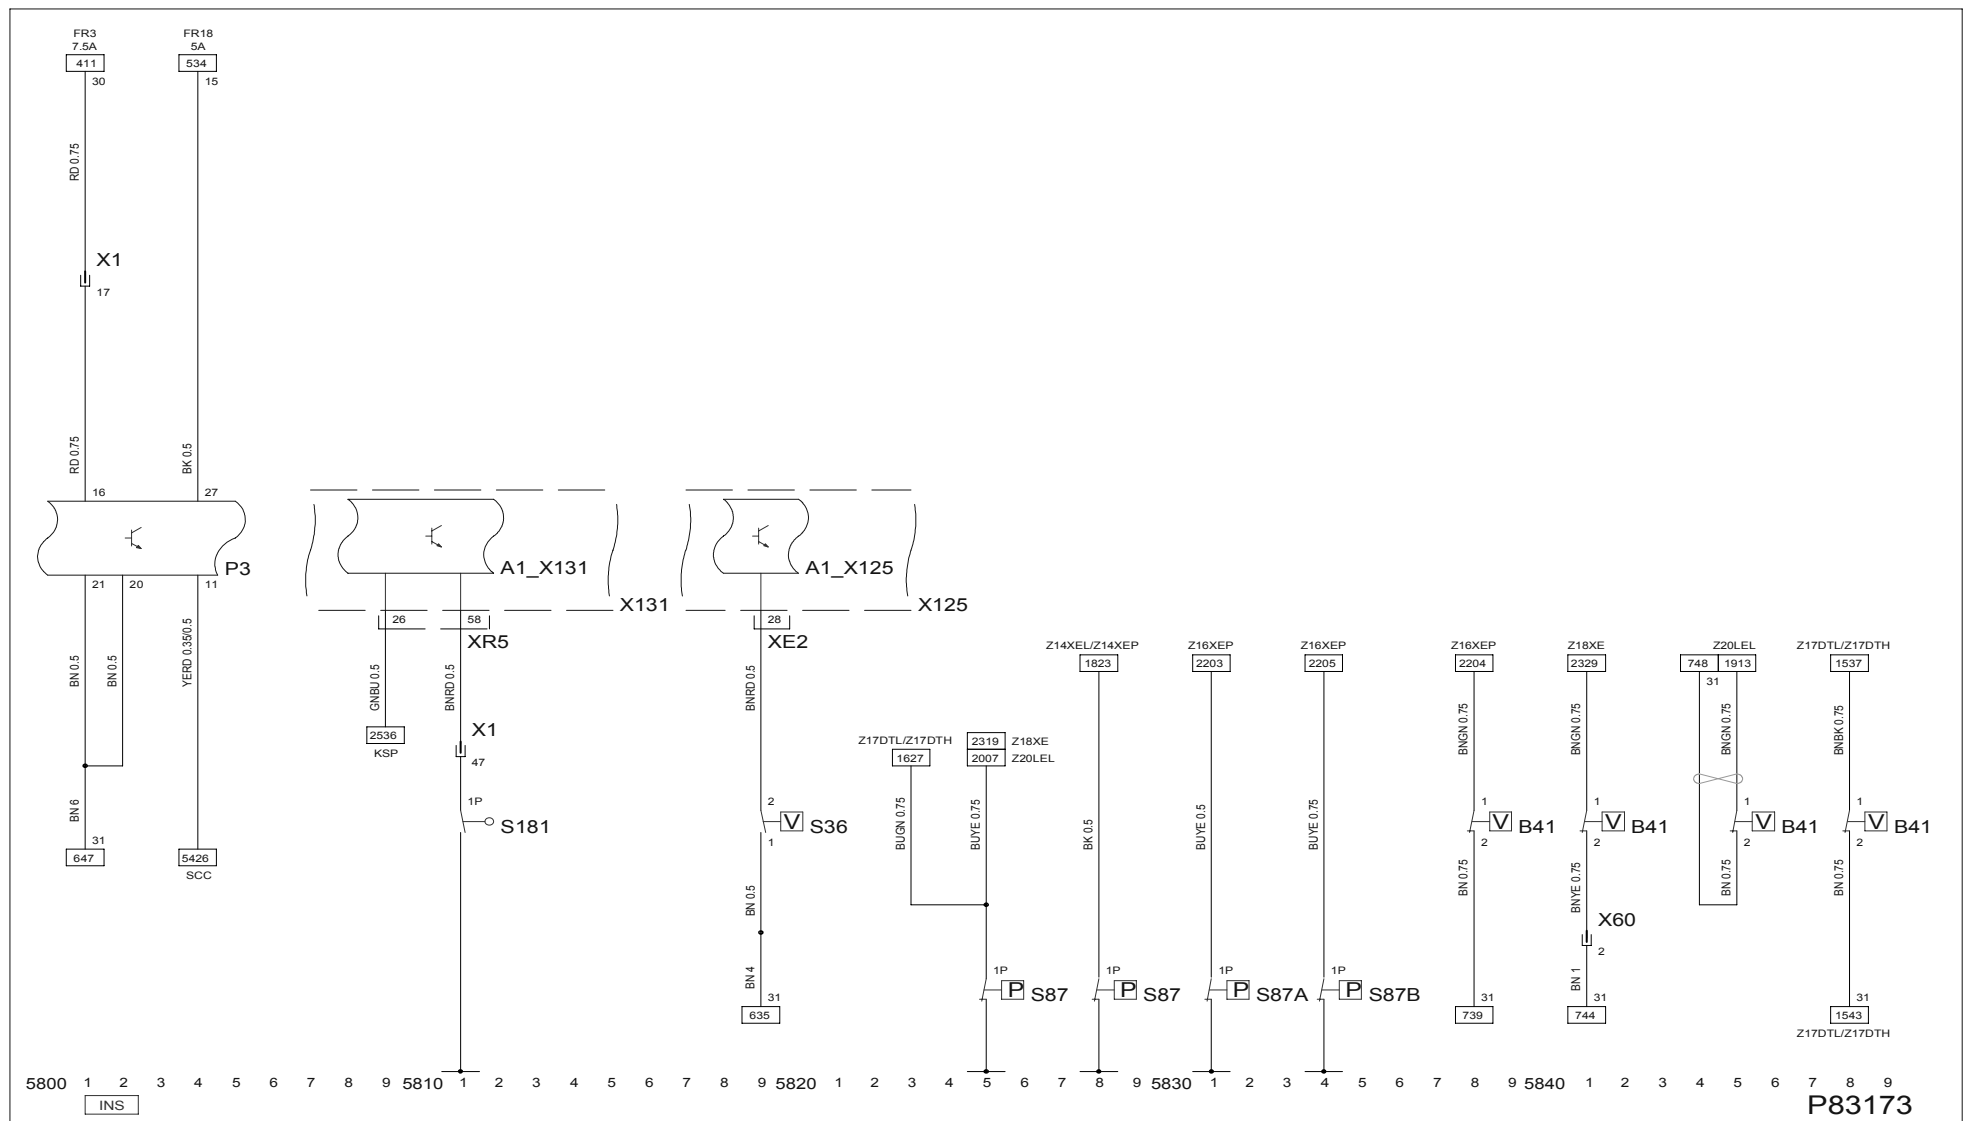 FR3 FR18
7.5A 5A
411 534
30 15
RD 0.75
X1
17
RD 0.75 BK 0.5
16 27
P3 A1_X131 A1_X125
21 20 11
X131 X125
26 58 28
XR5 XE2
BN 0.5 BN 0.5 YERD 0.35/0.5 GNBU 0.5 BNRD 0.5 BNRD 0.5
Z14XEL/Z14XEP Z16XEP Z16XEP Z16XEP Z18XE Z20LEL Z17DTL/Z17DTH
1823 2203 2205 2204 2329 748 1913 1537
31
BNGN 0.75 BNGN 0.75 BNGN 0.75 BNBK 0.75
2536 X1
KSP 47
Z17DTL/Z17DTH 2319 Z18XE
1627 2007 Z20LEL
BN 6
1P 2 1 1 1 1
S181 V S36 V B41 V B41 V B41 V B41
1 2 2 2 2
BUGN 0.75 BUYE 0.75 BK 0.5 BUYE 0.5 BUYE 0.75
31
647 5426
SCC
BN 0.5 BN 0.75 BNYE 0.75 BN 0.75 BN 0.75
X60
2
BN 4 BN 1
1P 1P 1P 1P
P S87 P S87 P S87A P S87B
31 31 31 31
635 739 744 1543
Z17DTL/Z17DTH
5800 1 2 3 4 5 6 7 8 9 5810 1 2 3 4 5 6 7 8 9 5820 1 2 3 4 5 6 7 8 9 5830 1 2 3 4 5 6 7 8 9 5840 1 2 3 4 5 6 7 8 9
INS
P83173